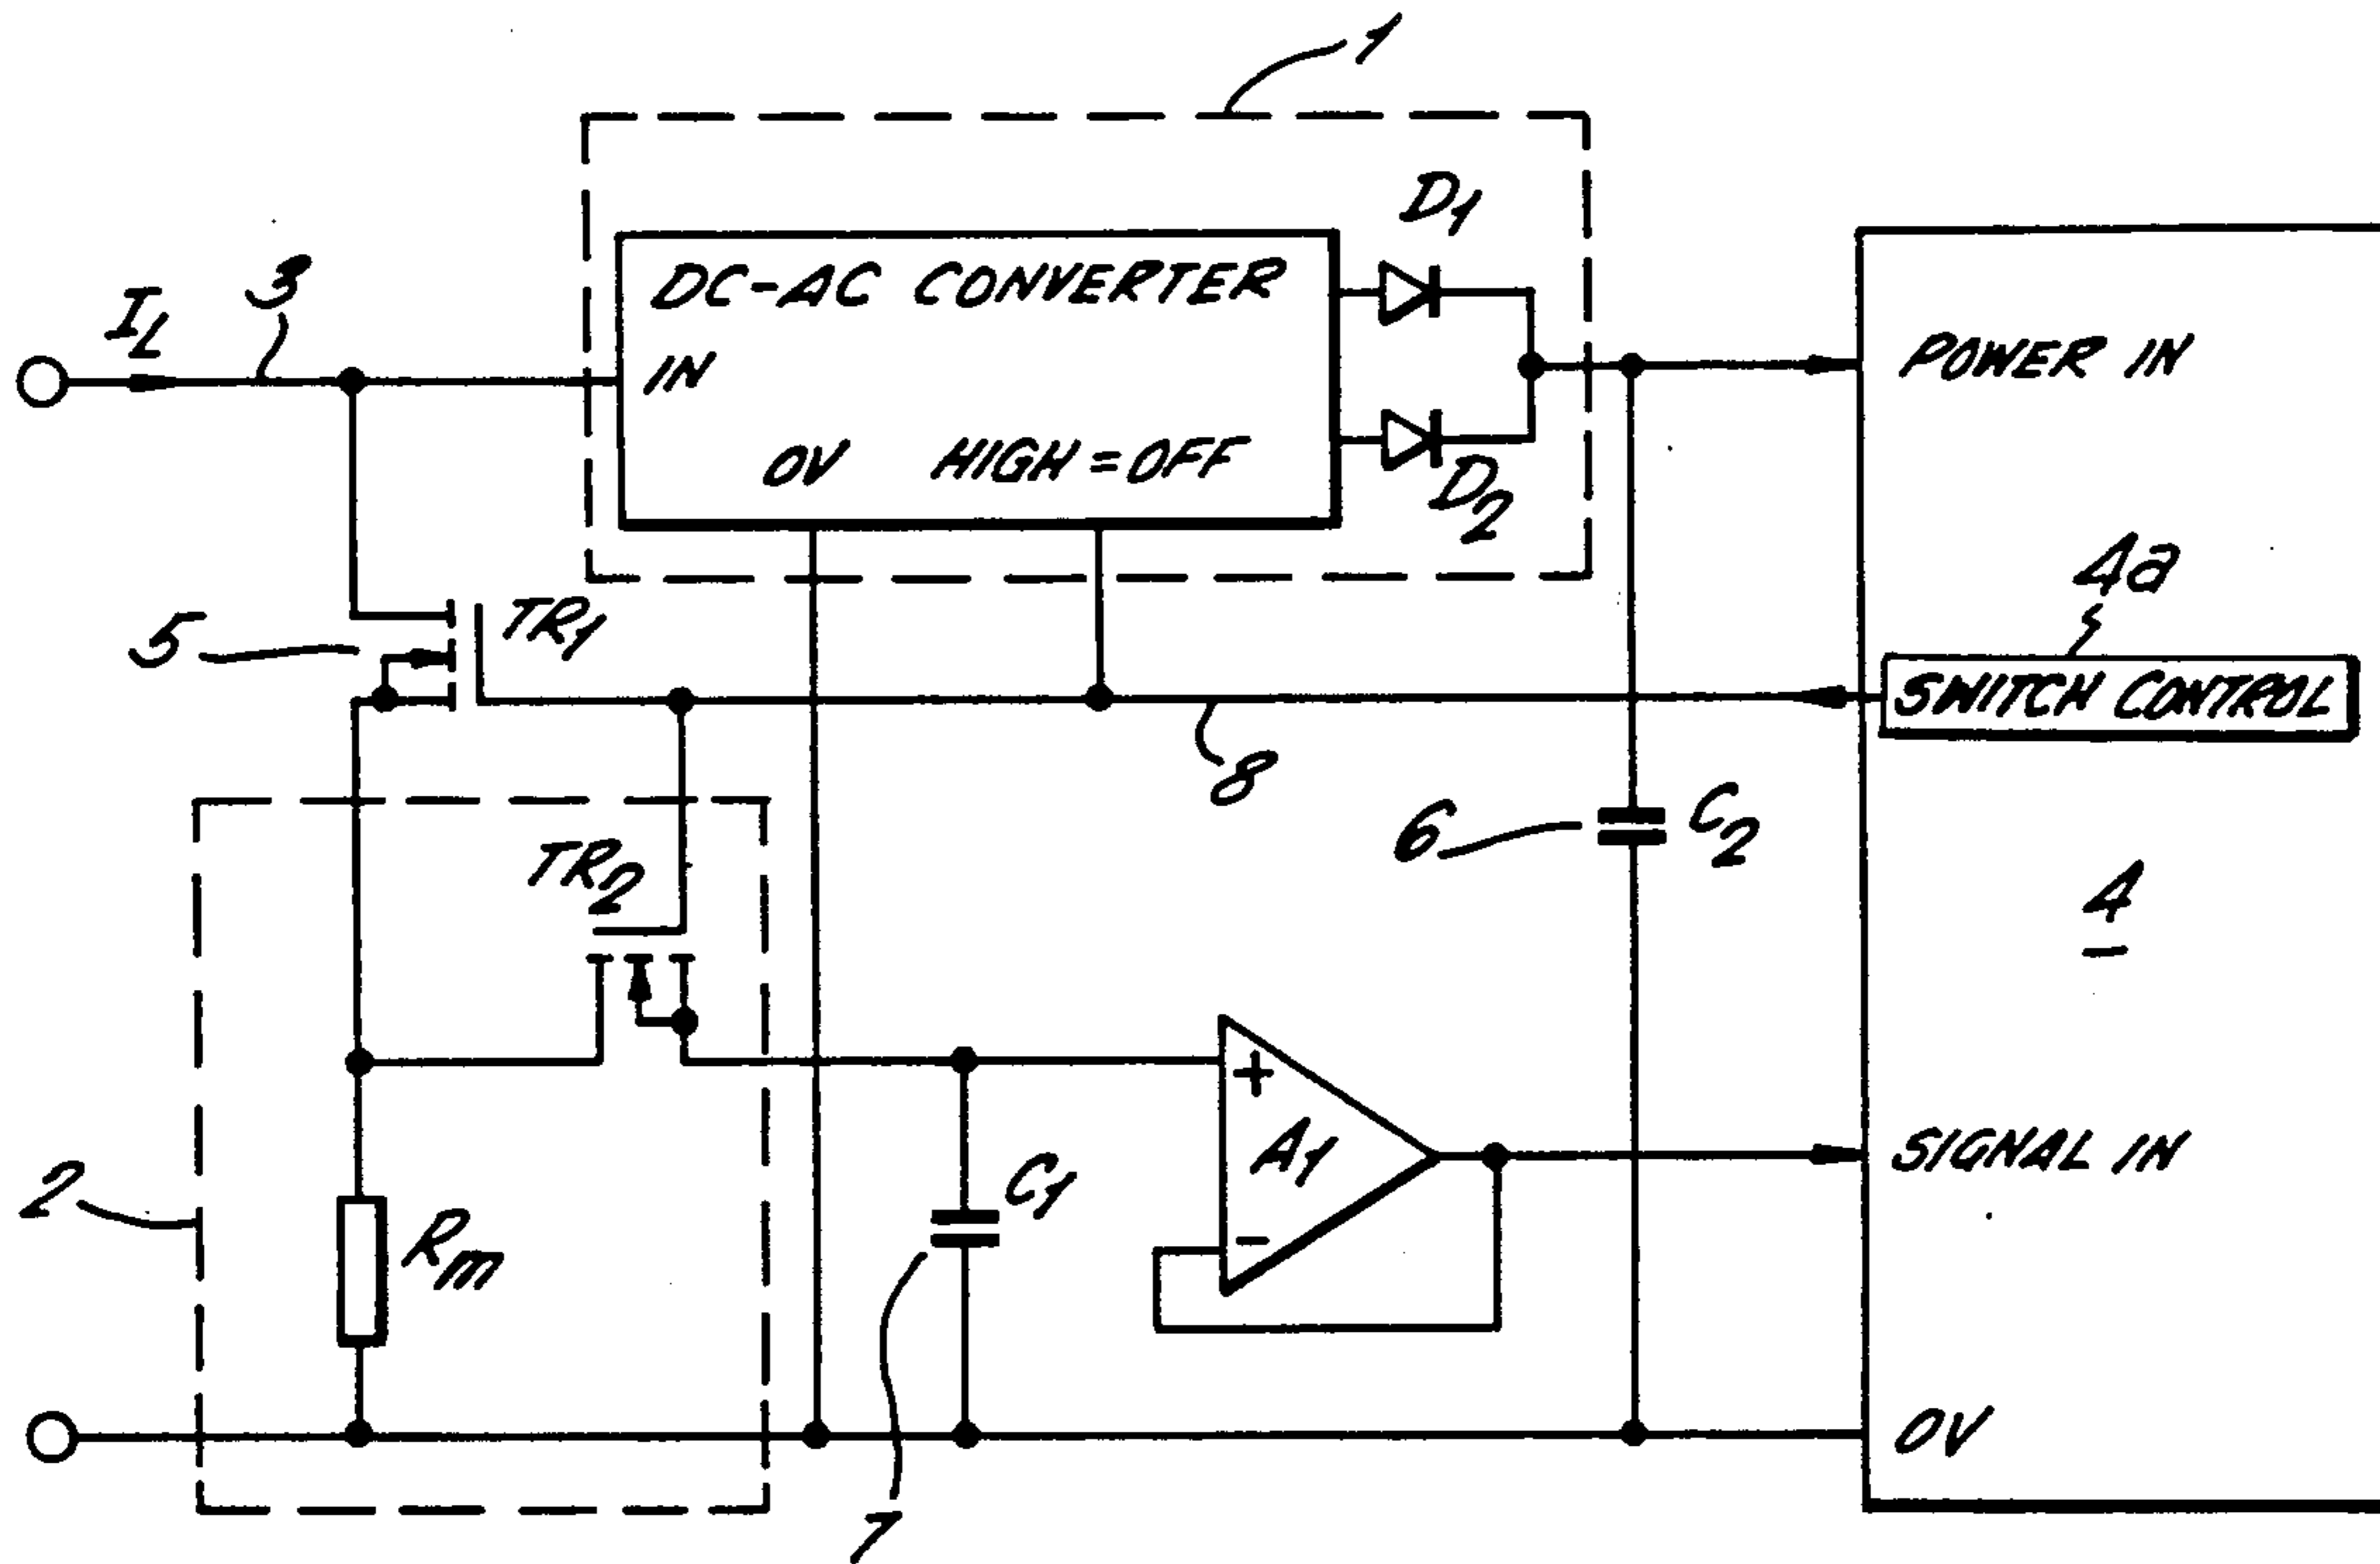 1
D1
DC-AC CONVERTER
3
IL
IN
POWER IN
0V HIGH=OFF
D2
4a
5
TR1
SWITCH CONTROL
8
6
C2
TR2
4
+
A1
SIGNAL IN
2
C1
Rm
-
0V
7